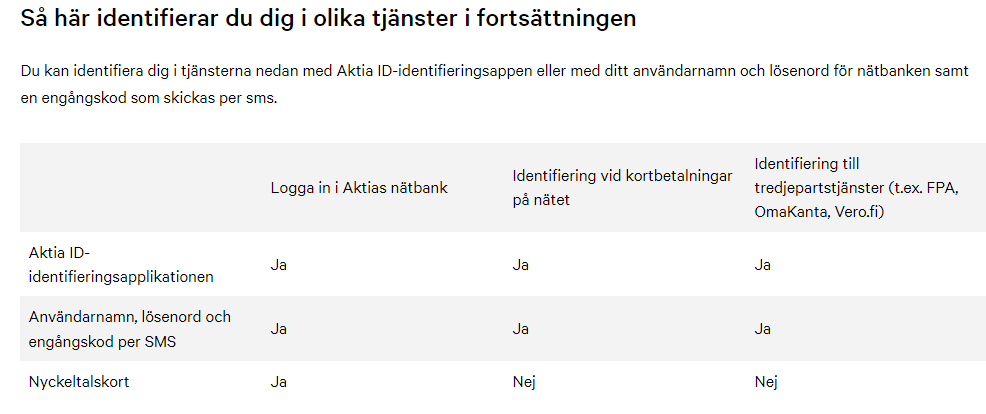 Så här identifierar du dig i olika tjänster i fortsättningen
Du kan identifiera dig i tjänsterna nedan med Aktia ID-identifieringsappen eller med ditt användarnamn och lösenord för nätbanken samt
en engångskod som skickas per sms.
Logga in i Aktias nätbank
Identifiering vid kortbetalningar
på nätet
Identifiering till
tredjepartstjänster (t.ex. FPA,
OmaKanta, Vero.fi)
Aktia ID-
identifieringsapplikationen
Ja
Ja
Ja
Användarnamn, lösenord och
engångskod per SMS
Ja
Ja
Ja
Nyckeltalskort
Ja
Nej
Nej